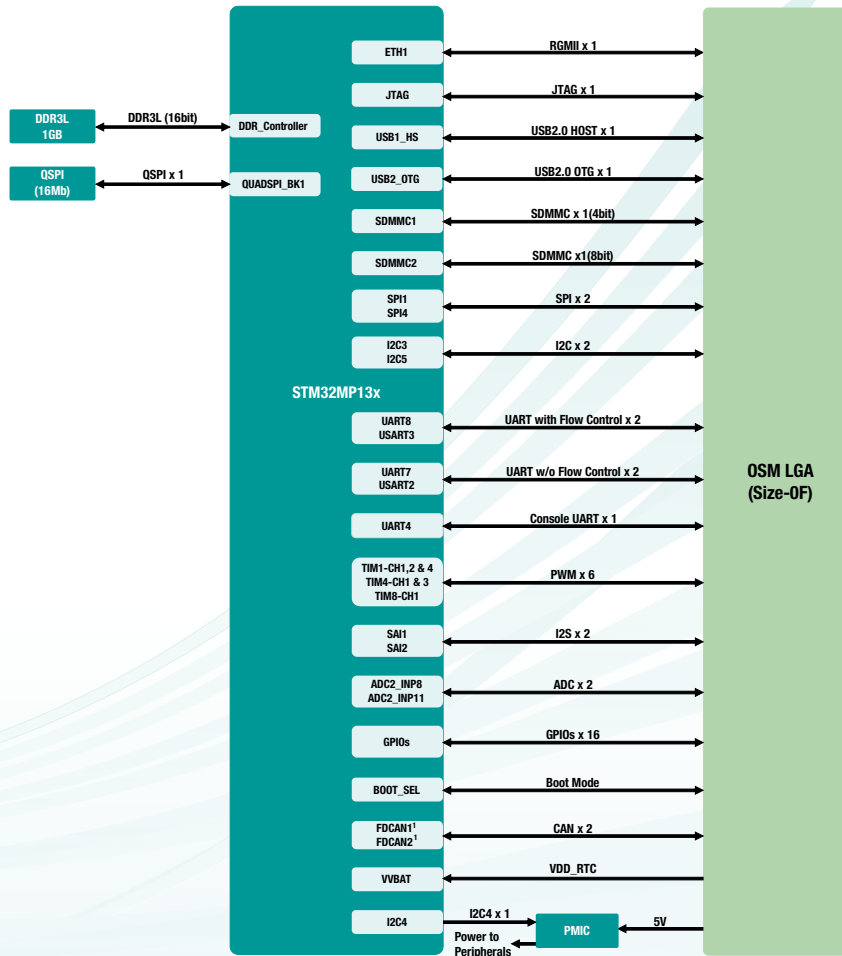 ETH1
RGMII x 1
JTAG
JTAG x 1
DDR3L
1GB
DDR3L (16bit)
DDR_Controller
USB1_HS
USB2.0 HOST x 1
QSPI
(16Mb)
QSPI x 1
QUADSPI_BK1
USB2_OTG
USB2.0 OTG x 1
SDMMC1
SDMMC x 1(4bit)
SDMMC2
SDMMC x1(8bit)
SPI1
SPI4
SPI x 2
I2C3
I2C5
I2C x 2
STM32MP13x
UART8
USART3
UART with Flow Control x 2
UART7
USART2
UART w/o Flow Control x 2
OSM LGA
(Size-0F)
UART4
Console UART x 1
TIM1-CH1,2 & 4
TIM4-CH1 & 3
TIM8-CH1
PWM x 6
SAI1
SAI2
I2S x 2
ADC2_INP8
ADC2_INP11
ADC x 2
GPIOs
GPIOs x 16
BOOT_SEL
Boot Mode
FDCAN1¹
FDCAN2¹
CAN x 2
VVBAT
VDD_RTC
I2C4
I2C4 x 1
PMIC
5V
Power to
Peripherals